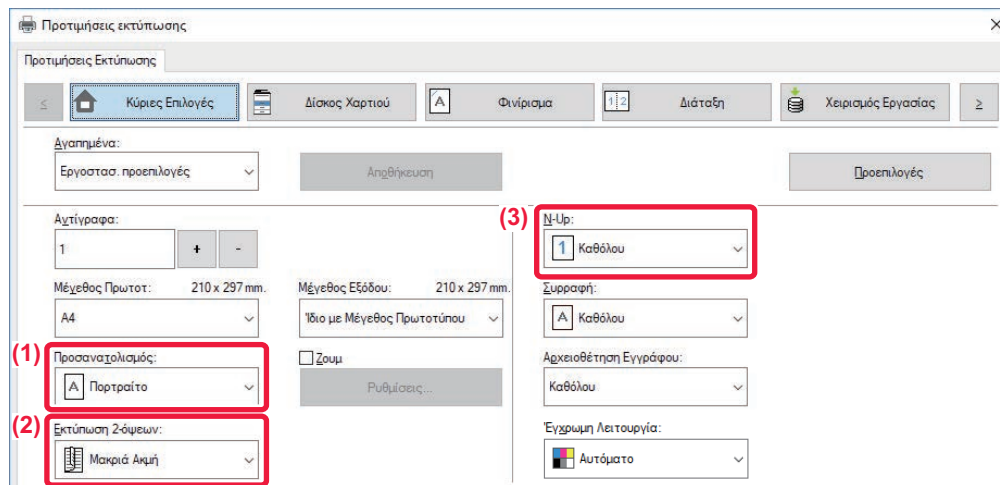 Προτιμήσεις εκτύπωσης
Προτιμήσεις Εκτύπωσης
< Κύριες Επιλογές Δίσκος Χαρτιού A Φινίρισμα 1 2 Διάταξη Χειρισμός Εργασίας >
Αγαπημένα:
Εργοστασ. προεπιλογές Αποθήκευση Προεπιλογές
Αντίγραφα: (3) N-Up:
1 + - 1 Καθόλου
Μέγεθος Πρωτοτ: 210 x 297 mm. Μέγεθος Εξόδου: 210 x 297 mm. Συρραφή:
A4 Ίδιο με Μέγεθος Πρωτοτύπου A Καθόλου
(1) Προσανατολισμός: Ζουμ Αρχειοθέτηση Εγγράφου:
A Πορτραίτο Ρυθμίσεις... Καθόλου
(2) Εκτύπωση 2-όψεων: Έγχρωμη Λειτουργία:
Μακριά Ακμή Αυτόματο